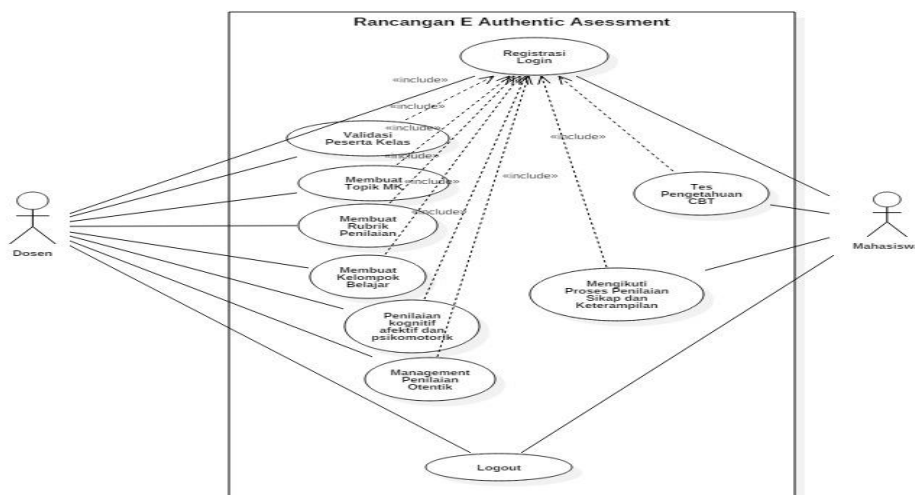 Rancangan E Authentic Asessment
Registrasi
Login
«include»
«include»
«include»
«include»
«include»
«include»
«include»
«include»
Validasi
Peserta Kelas
Membuat
Topik MK
Membuat
Rubrik
Penilaian
Membuat
Kelompok
Belajar
Penilaian
kognitif
afektif dan
psikomotorik
Management
Penilaian
Otentik
Tes
Pengetahuan
CBT
Mengikuti
Proses Penilaian
Sikap dan
Keterampilan
Logout
Dosen
Mahasisw